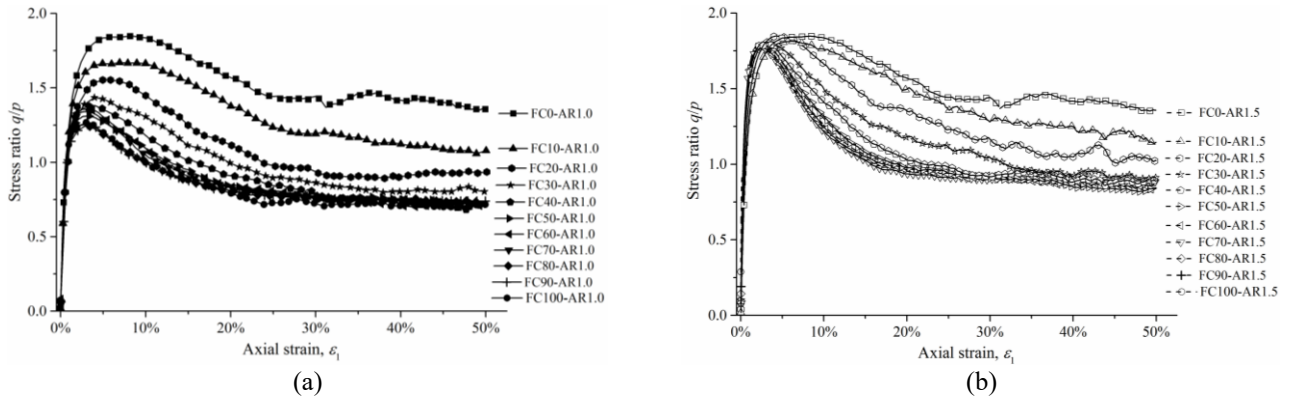 2.0
1.5
1.0
0.5
0.0
Stress ratio q/p
0% 10% 20% 30% 40% 50%
Axial strain, ε1
FC0-AR1.0
FC10-AR1.0
FC20-AR1.0
FC30-AR1.0
FC40-AR1.0
FC50-AR1.0
FC60-AR1.0
FC70-AR1.0
FC80-AR1.0
FC90-AR1.0
FC100-AR1.0
(a)
2.0
1.5
1.0
0.5
0.0
Stress ratio q/p
0% 10% 20% 30% 40% 50%
Axial strain, ε1
FC0-AR1.5
FC10-AR1.5
FC20-AR1.5
FC30-AR1.5
FC40-AR1.5
FC50-AR1.5
FC60-AR1.5
FC70-AR1.5
FC80-AR1.5
FC90-AR1.5
FC100-AR1.5
(b)